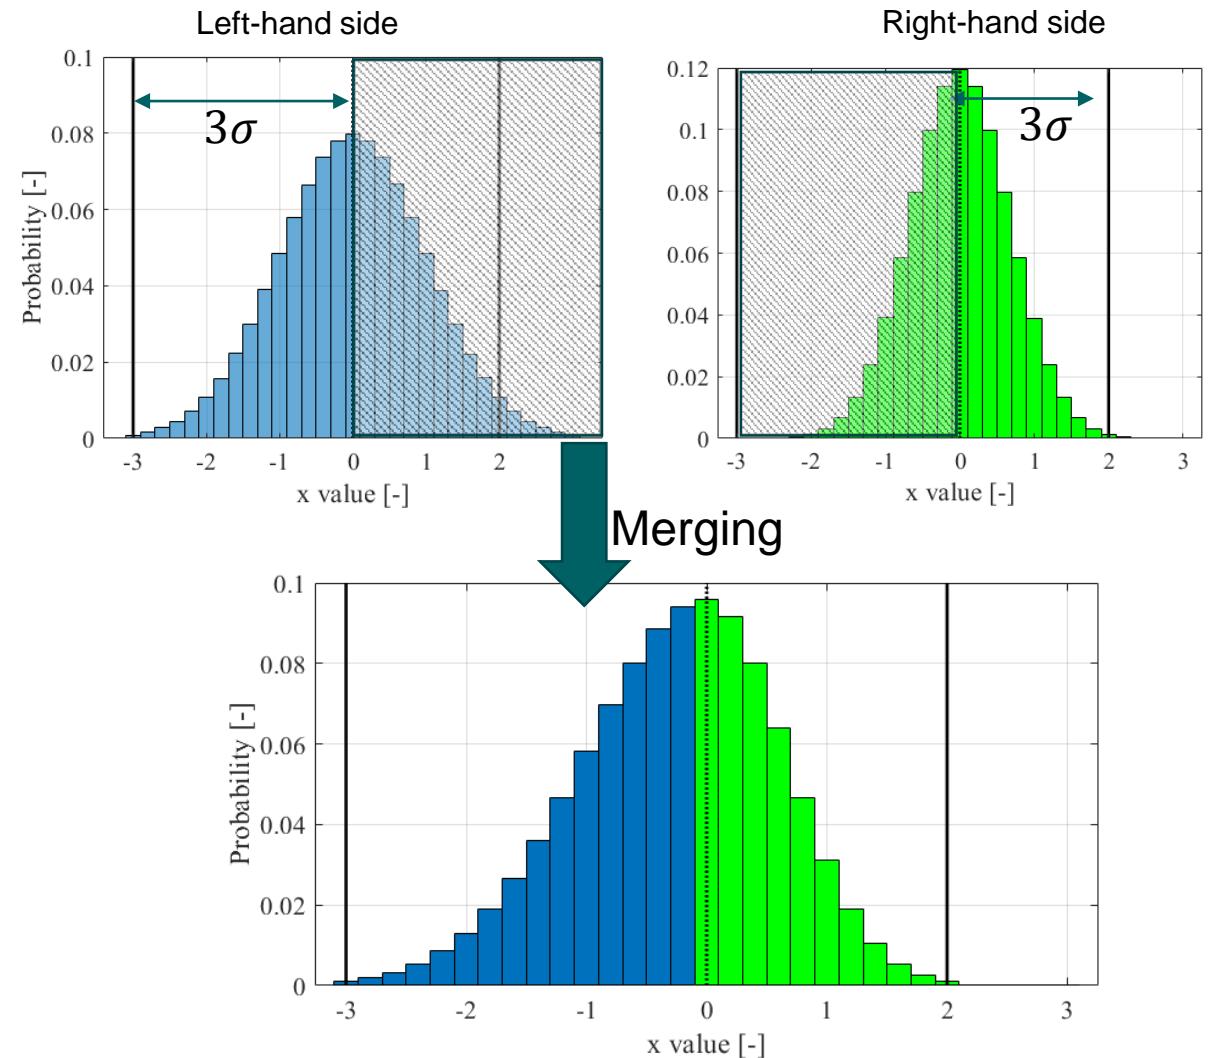 Left-hand side
Right-hand side
0.1
0.08
0.06
0.04
0.02
0
Probability [-]
3σ
-3 -2 -1 0 1 2
x value [-]
0.12
0.1
0.08
0.06
0.04
0.02
0
3σ
-3 -2 -1 0 1 2 3
x value [-]
Merging
0.1
0.08
0.06
0.04
0.02
0
Probability [-]
-3 -2 -1 0 1 2 3
x value [-]